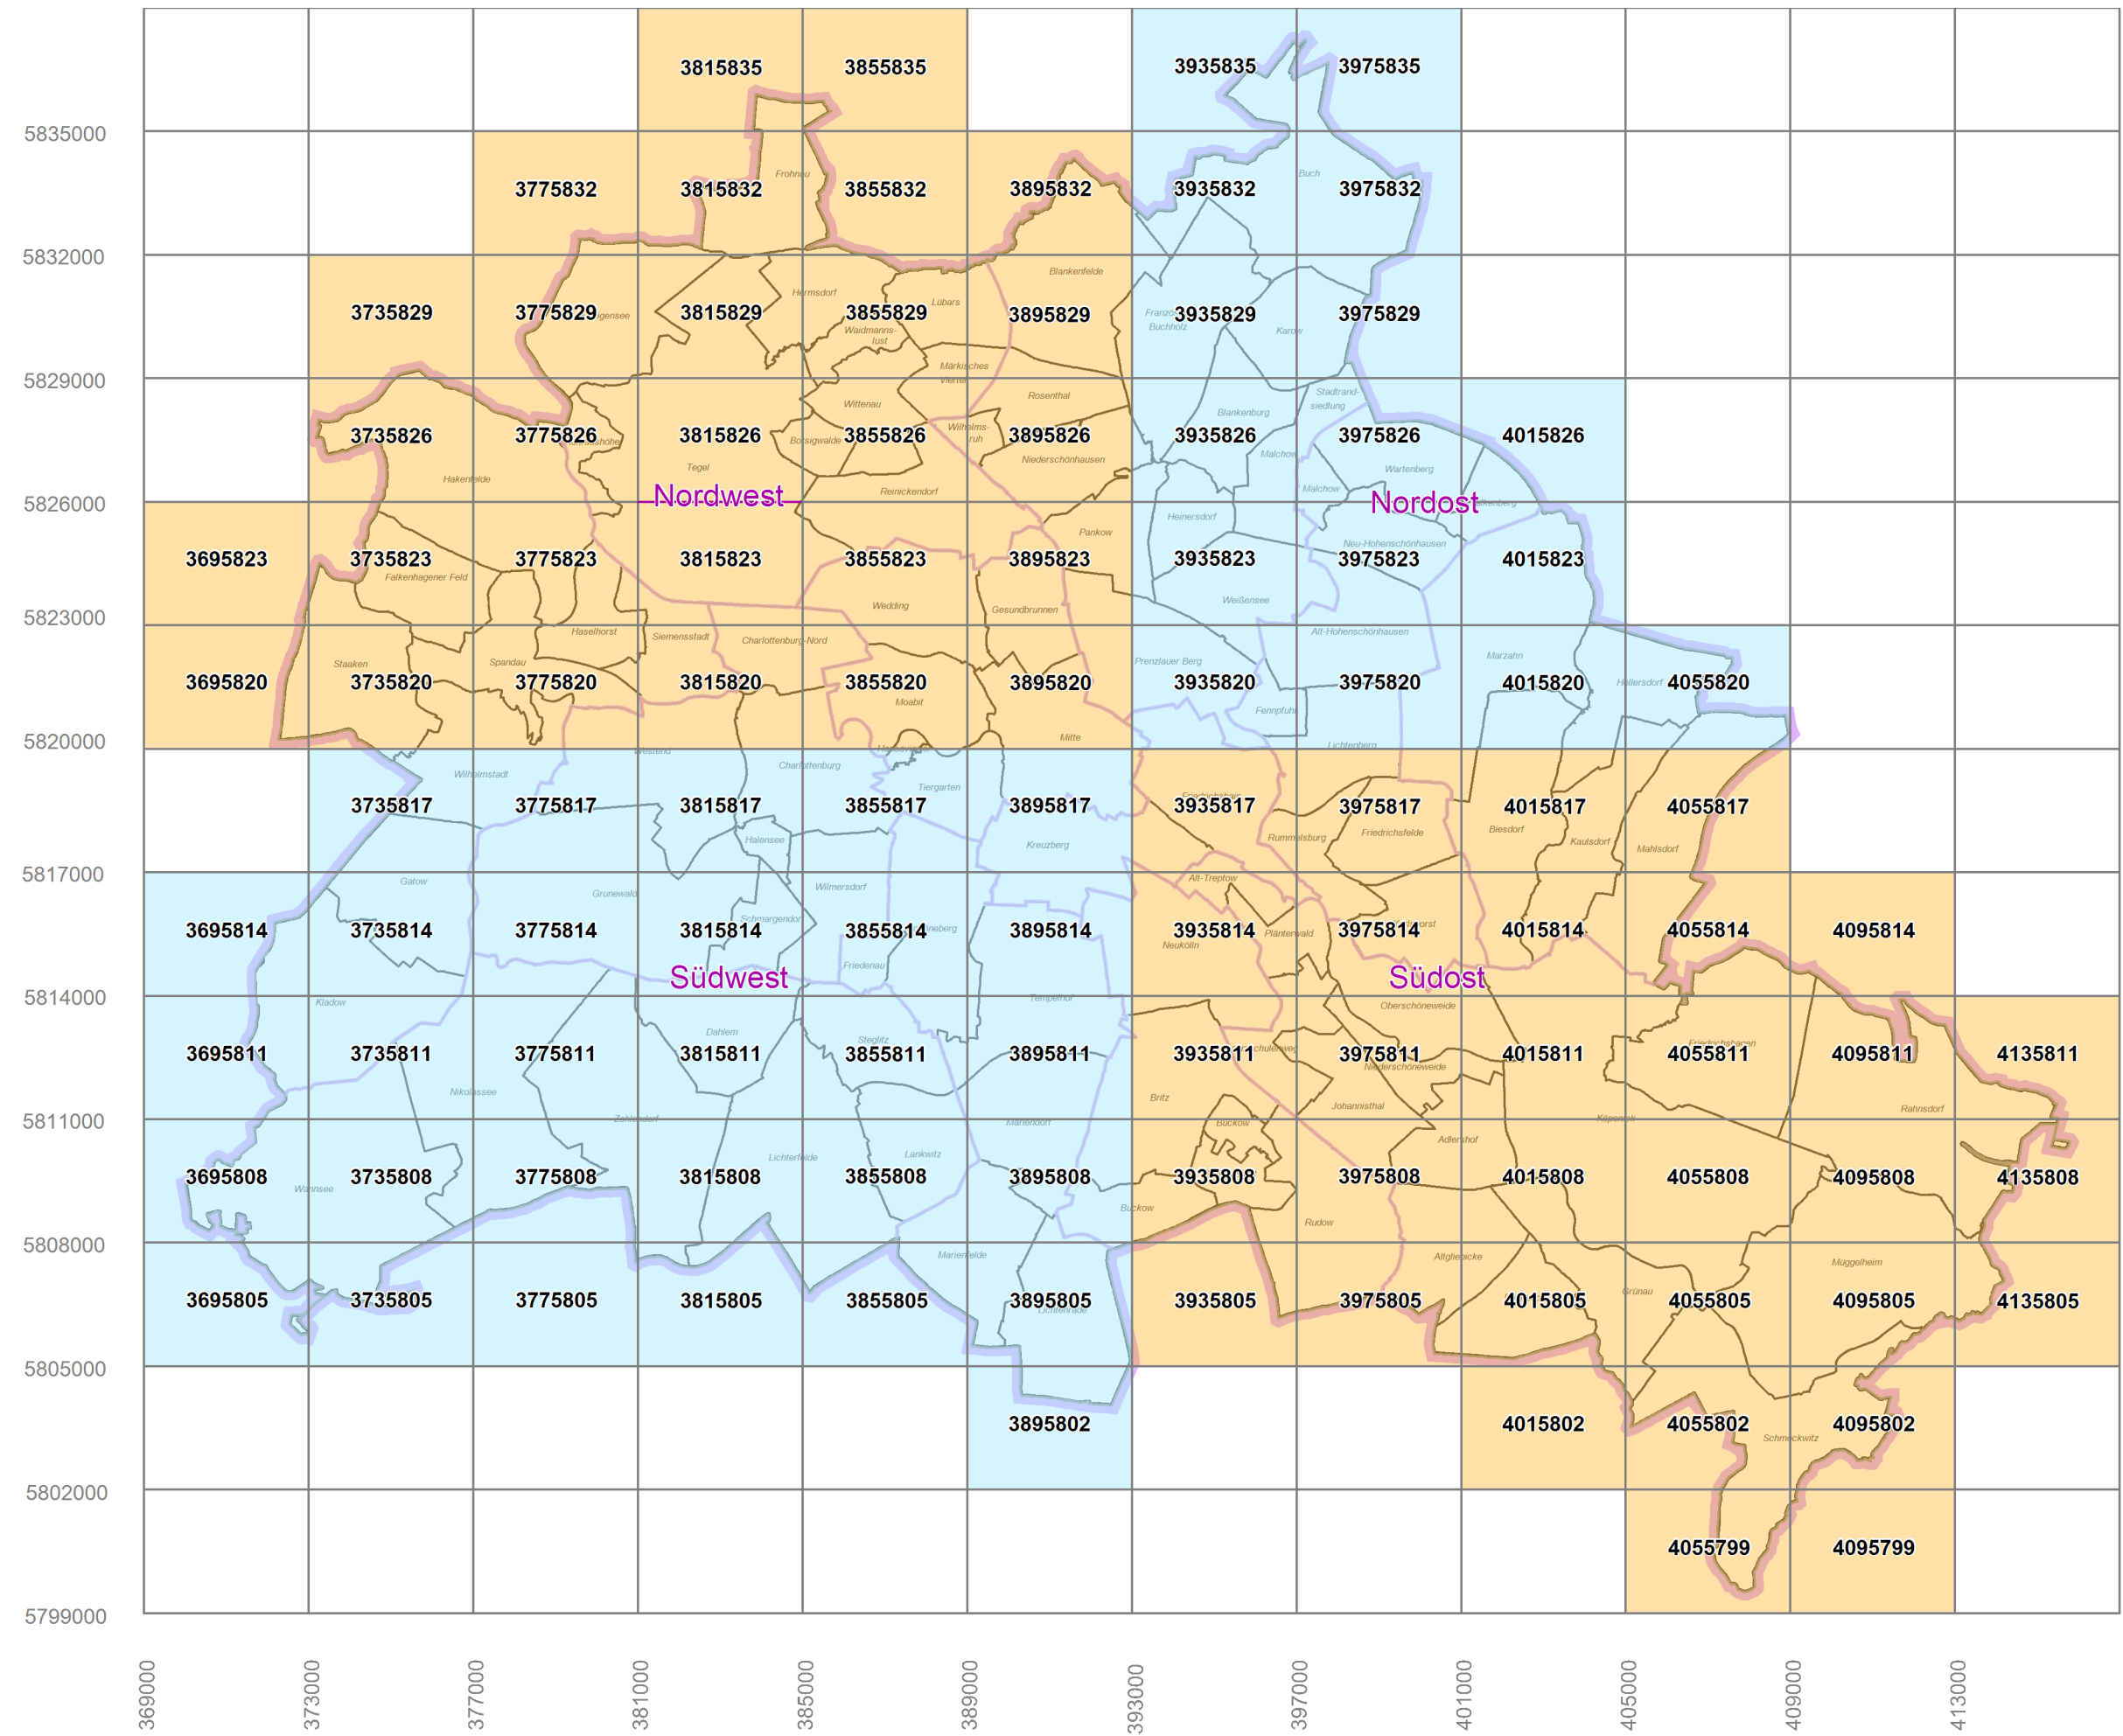 3815835 3855835 3935835 3975835
5835000
Frohnau Buch
3775832 3815832 3855832 3895832 3935832 3975832
5832000
Blankenfelde
Hermsdorf Lübars
3735829 3775829 3815829 3855829 3895829 3935829 3975829
Waidmanns-
lust
Buchholz Karow
5829000
Märkisches
Viertel
Stadtrand-
siedlung
Rosenthal
Wittenau Blankenburg
Wilhelms-
ruh
3735826 3775826 3815826 3855826 3895826 3935826 3975826 4015826
Borsigwalde
Malchow
Niederschönhausen
Tegel Wartenberg
Hakenfelde
Reinickendorf Malchow
Nordwest Nordost
5826000
Heinersdorf
Pankow
Neu-Hohenschönhausen
3695823 3735823 3775823 3815823 3855823 3895823 3935823 3975823 4015823
Falkenhagener Feld
Weißensee
Wedding Gesundbrunnen
5823000
Haselhorst Siemensstadt Charlottenburg-Nord Alt-Hohenschönhausen
Staaken Spandau Prenzlauer Berg Marzahn
3695820 3735820 3775820 3815820 3855820 3895820 3935820 3975820 4015820 4055820
Hellersdorf
Moabit Fennpfuhl
Mitte Lichtenberg
5820000
Westend
Charlottenburg
Wilhelmstadt
Tiergarten
Friedrichshain
3735817 3775817 3815817 3855817 3895817 3935817 3975817 4015817 4055817
Halensee Kreuzberg Rummelsburg Friedrichsfelde Biesdorf Kaulsdorf Mahlsdorf
5817000
Gatow Grunewald Wilmersdorf Alt-Treptow
Schmargendorf
3695814 3735814 3775814 3815814 3855814 3895814 3935814 3975814 4015814 4055814 4095814
Plänterwald
Neukölln
Friedenau
Südwest Südost
5814000
Kladow Tempelhof Oberschöneweide
Dahlem Steglitz
Friedrichshagen
3695811 3735811 3775811 3815811 3855811 3895811 3935811 3975811 4015811 4055811 4095811 4135811
Niederschöneweide
Nikolassee Britz Johannisthal Rahnsdorf
5811000
Zehlendorf Mariendorf Buckow Köpenick
Adlershof
Lichterfelde Lankwitz
3695808 3735808 3775808 3815808 3855808 3895808 3935808 3975808 4015808 4055808 4095808 4135808
Wannsee
Buckow Rudow
5808000
Marienfelde Altglienicke Müggelheim
Grünau
3695805 3735805 3775805 3815805 3855805 3895805 3935805 3975805 4015805 4055805 4095805 4135805
Lichtenrade
5805000
3895802 4015802 4055802 4095802
Schmöckwitz
5802000
4055799 4095799
5799000
369000 373000 377000 381000 385000 389000 393000 397000 401000 405000 409000 413000